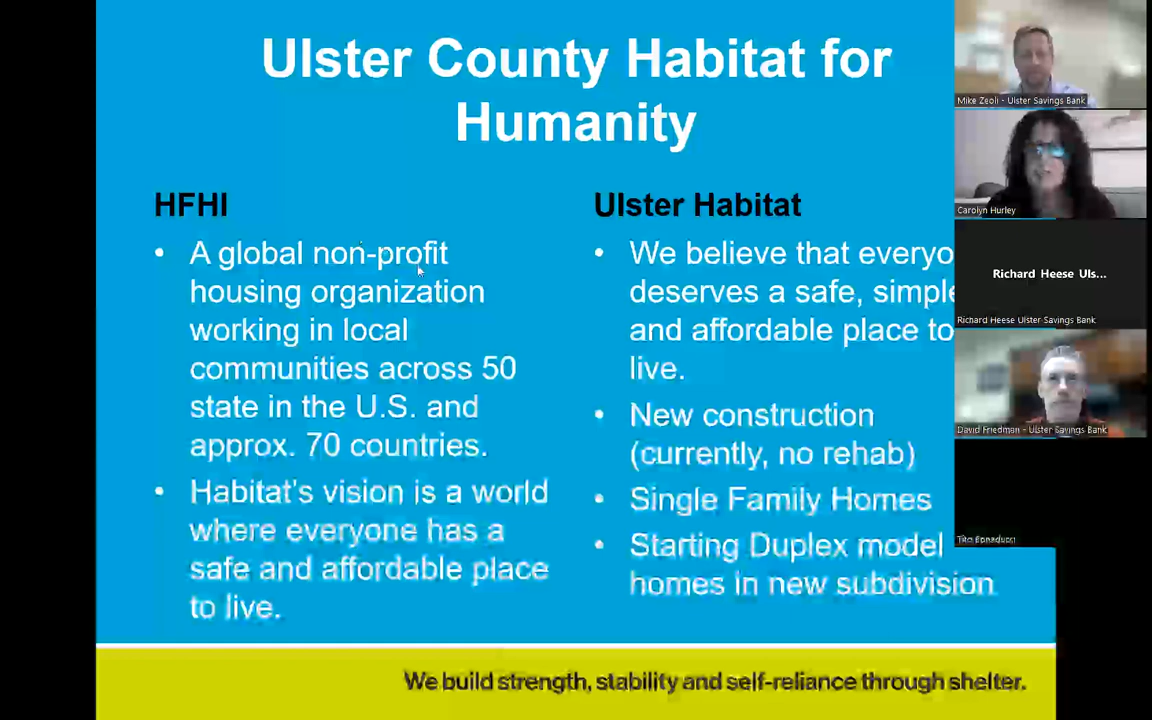 Ulster County Habitat for
Humanity
HFHI
• A global non-profit
housing organization
working in local
communities across 50
state in the U.S. and
approx. 70 countries.
• Habitat's vision is a world
where everyone has a
safe and affordable place
to live.
Ulster Habitat
• We believe that everyo
deserves a safe, simple
and affordable place to
live.
• New construction
(currently, no rehab)
• Single Family Homes
• Starting Duplex model
homes in new subdivision
We build strength, stability and self-reliance through shelter.
Mike Zeoli - Ulster Savings Bank
Carolyn Hurley
Richard Heese Uls...
Richard Heese Ulster Savings Bank
David Friedman - Ulster Savings Bank